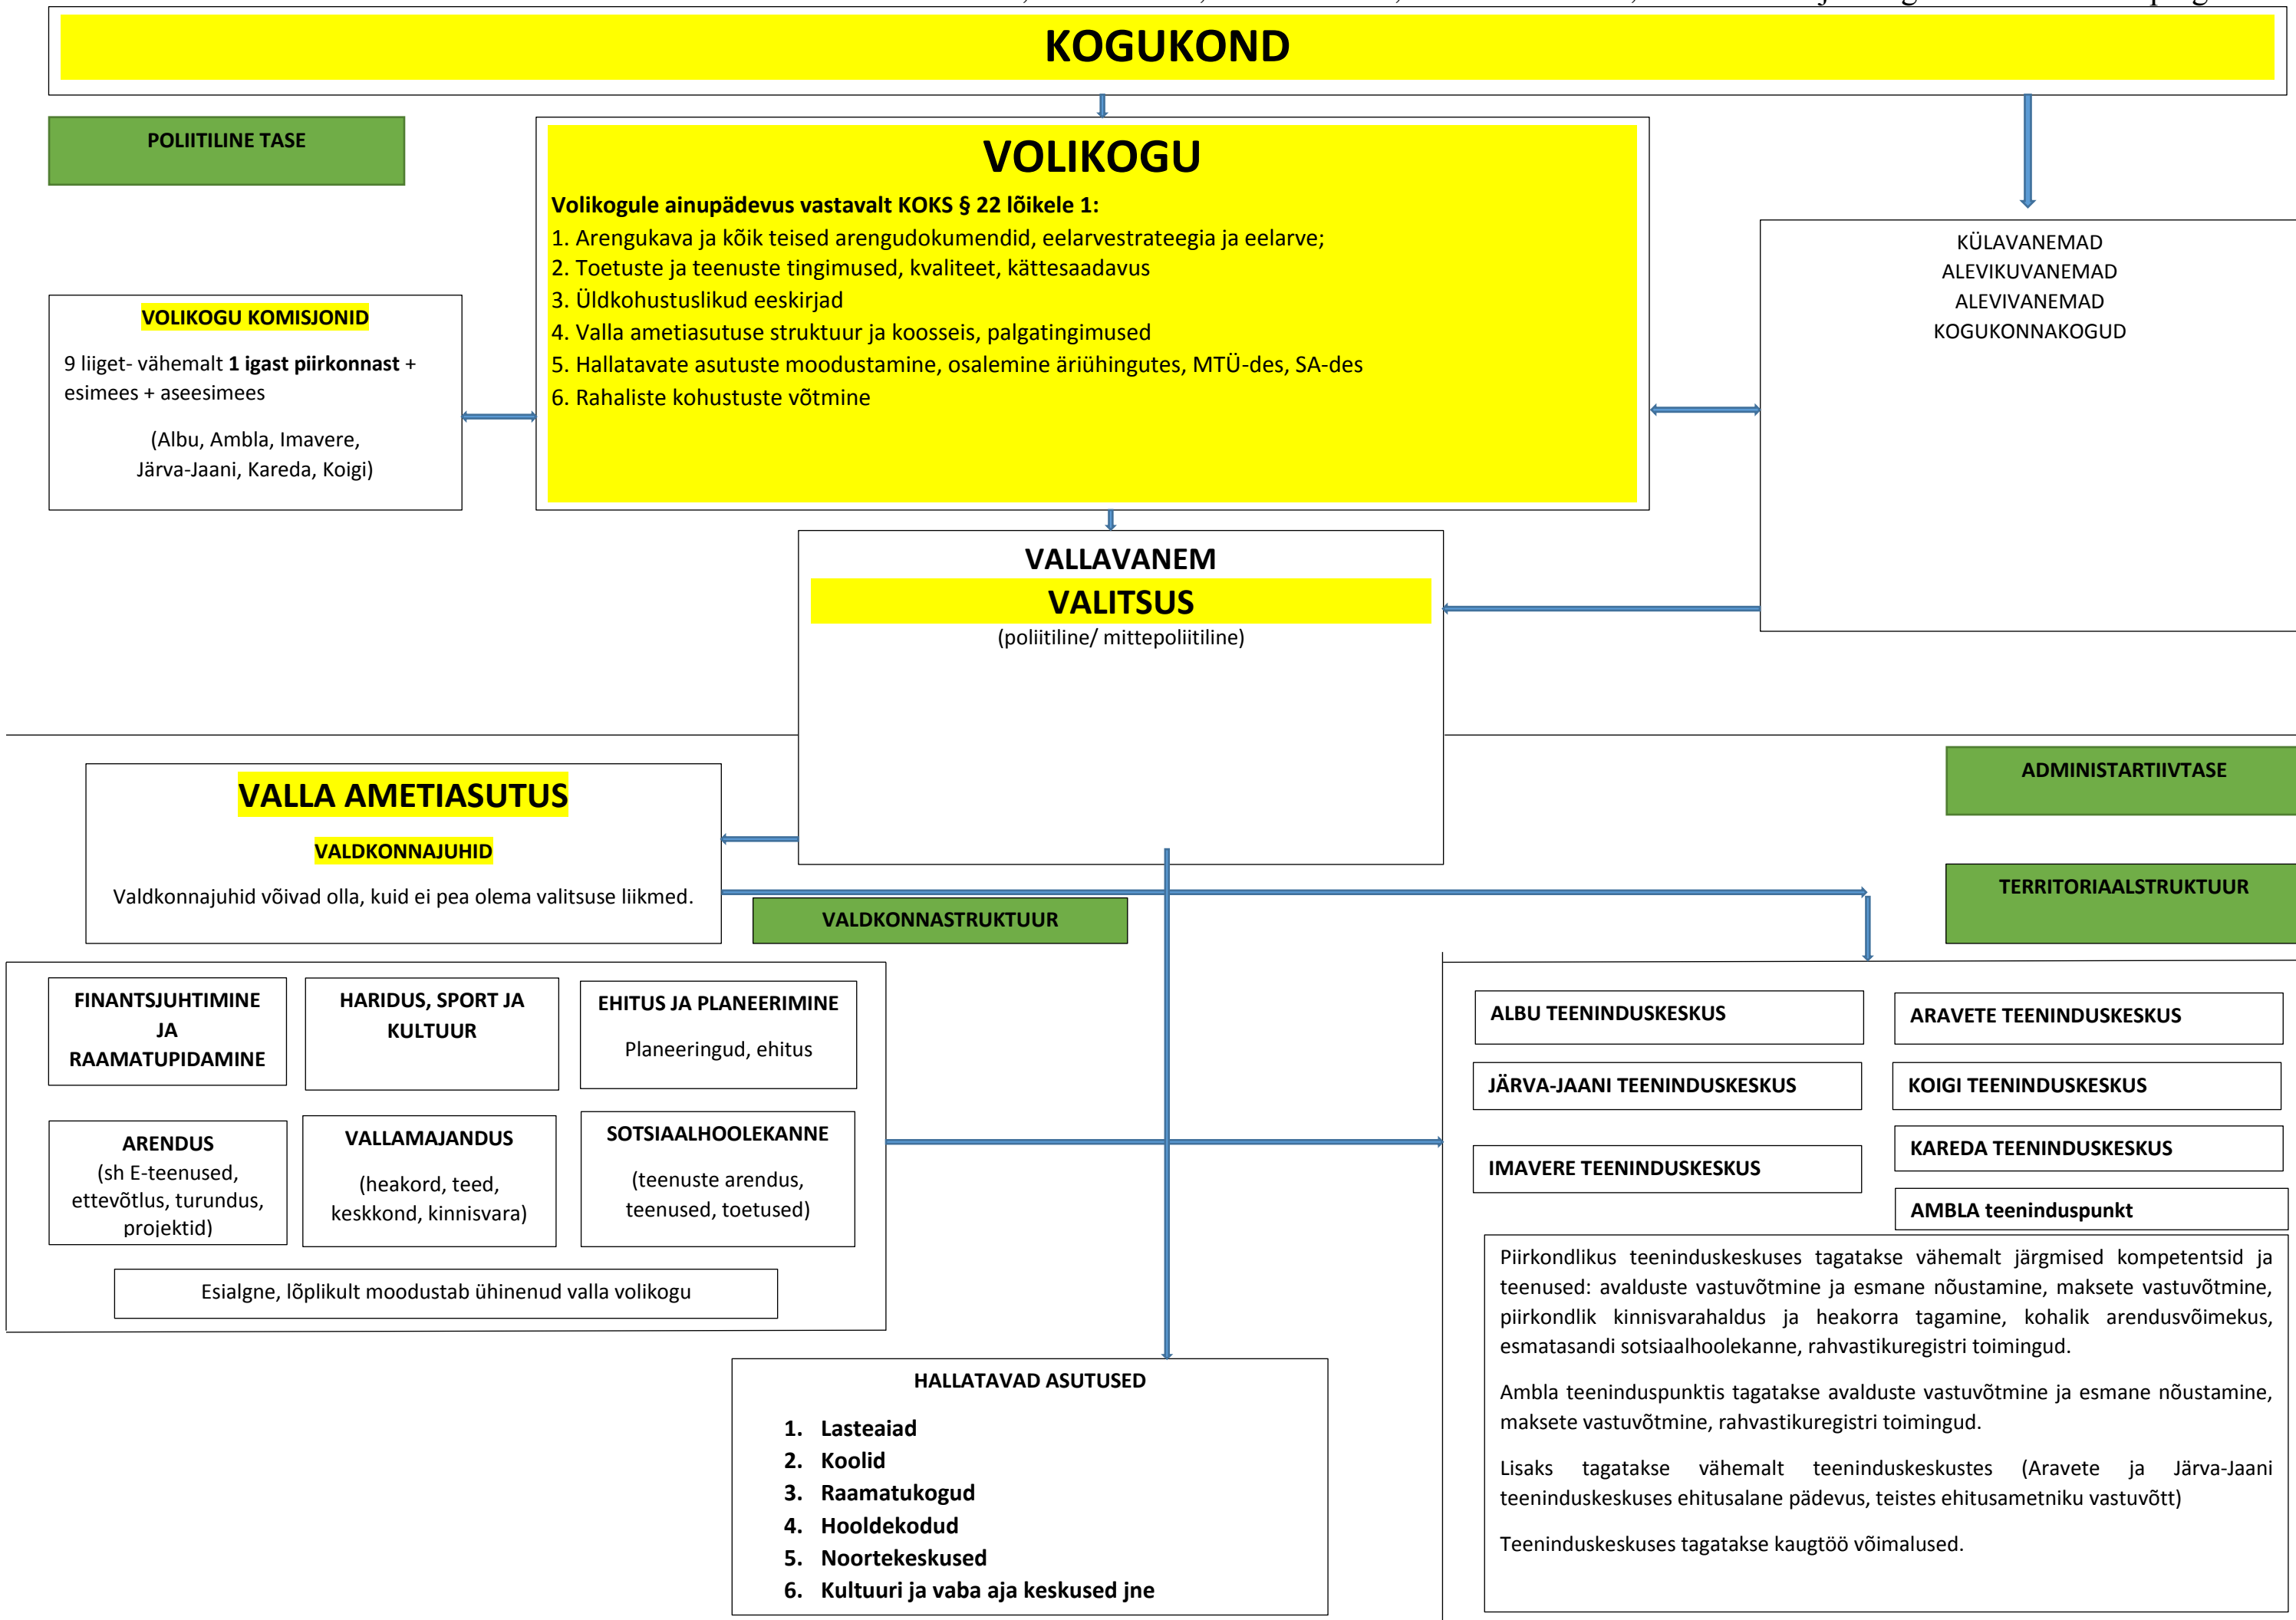 KOGUKOND
POLIITILINE TASE
VOLIKOGU
Volikogule ainupädevus vastavalt KOKS § 22 lõikele 1:
1. Arengukava ja kõik teised arengudokumendid, eelarvestrateegia ja eelarve;
2. Toetuste ja teenuste tingimused, kvaliteet, kättesaadavus
3. Üldkohustuslikud eeskirjad
4. Valla ametiasutuse struktuur ja koosseis, palgatingimused
5. Hallatavate asutuste moodustamine, osalemine äriühingutes, MTÜ-des, SA-des
6. Rahaliste kohustuste võtmine
KÜLAVANEMAD
ALEVIKUVANEMAD
ALEVIVANEMAD
KOGUKONNAKOGUD
VOLIKOGU KOMISJONID
9 liiget- vähemalt 1 igast piirkonnast +
esimees + aseesimees
(Albu, Ambla, Imavere,
Järva-Jaani, Kareda, Koigi)
VALLAVANEM
VALITSUS
(poliitiline/ mittepoliitiline)
ADMINISTARTIIVTASE
VALLA AMETIASUTUS
VALDKONNAJUHID
Valdkonnajuhid võivad olla, kuid ei pea olema valitsuse liikmed.
TERRITORIAALSTRUKTUUR
VALDKONNASTRUKTUUR
FINANTSJUHTIMINE
JA
RAAMATUPIDAMINE
HARIDUS, SPORT JA
KULTUUR
EHITUS JA PLANEERIMINE
Planeeringud, ehitus
ARENDUS
(sh E-teenused,
ettevõtlus, turundus,
projektid)
VALLAMAJANDUS
(heakord, teed,
keskkond, kinnisvara)
SOTSIAALHOOLEKANNE
(teenuste arendus,
teenused, toetused)
Esialgne, lõplikult moodustab ühinenud valla volikogu
ALBU TEENINDUSKESKUS
ARAVETE TEENINDUSKESKUS
JÄRVA-JAANI TEENINDUSKESKUS
KOIGI TEENINDUSKESKUS
IMAVERE TEENINDUSKESKUS
KAREDA TEENINDUSKESKUS
AMBLA teeninduspunkt
Piirkondlikus teeninduskeskuses tagatakse vähemalt järgmised kompetentsid ja
teenused: avalduste vastuvõtmine ja esmane nõustamine, maksete vastuvõtmine,
piirkondlik kinnisvarahaldus ja heakorra tagamine, kohalik arendusvõimekus,
esmatasandi sotsiaalhoolekanne, rahvastikuregistri toimingud.
Ambla teeninduspunktis tagatakse avalduste vastuvõtmine ja esmane nõustamine,
maksete vastuvõtmine, rahvastikuregistri toimingud.
Lisaks tagatakse vähemalt teeninduskeskustes (Aravete ja Järva-Jaani
teeninduskeskuses ehitusalane pädevus, teistes ehitusametniku vastuvõtt)
Teeninduskeskuses tagatakse kaugtöö võimalused.
HALLATAVAD ASUTUSED
1. Lasteaiad
2. Koolid
3. Raamatukogud
4. Hooldekodud
5. Noortekeskused
6. Kultuuri ja vaba aja keskused jne